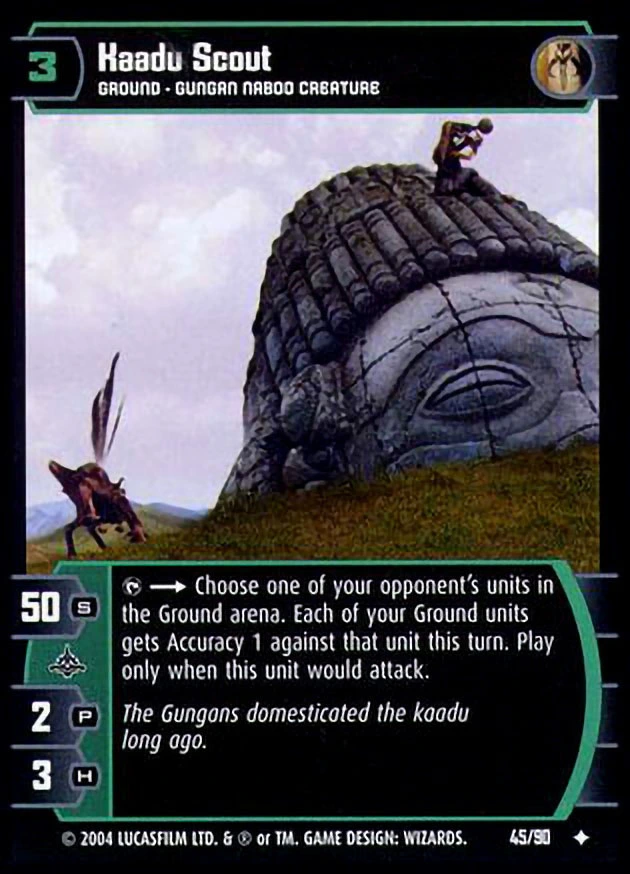 3
Kaadu Scout
GROUND • GUNGAN NABOO CREATURE
50 S
2 P
3 H
→ Choose one of your opponent's units in
the Ground arena. Each of your Ground units
gets Accuracy 1 against that unit this turn. Play
only when this unit would attack.
The Gungans domesticated the kaadu
long ago.
© 2004 LUCASFILM LTD. & ® or TM. GAME DESIGN: WIZARDS.
45/90